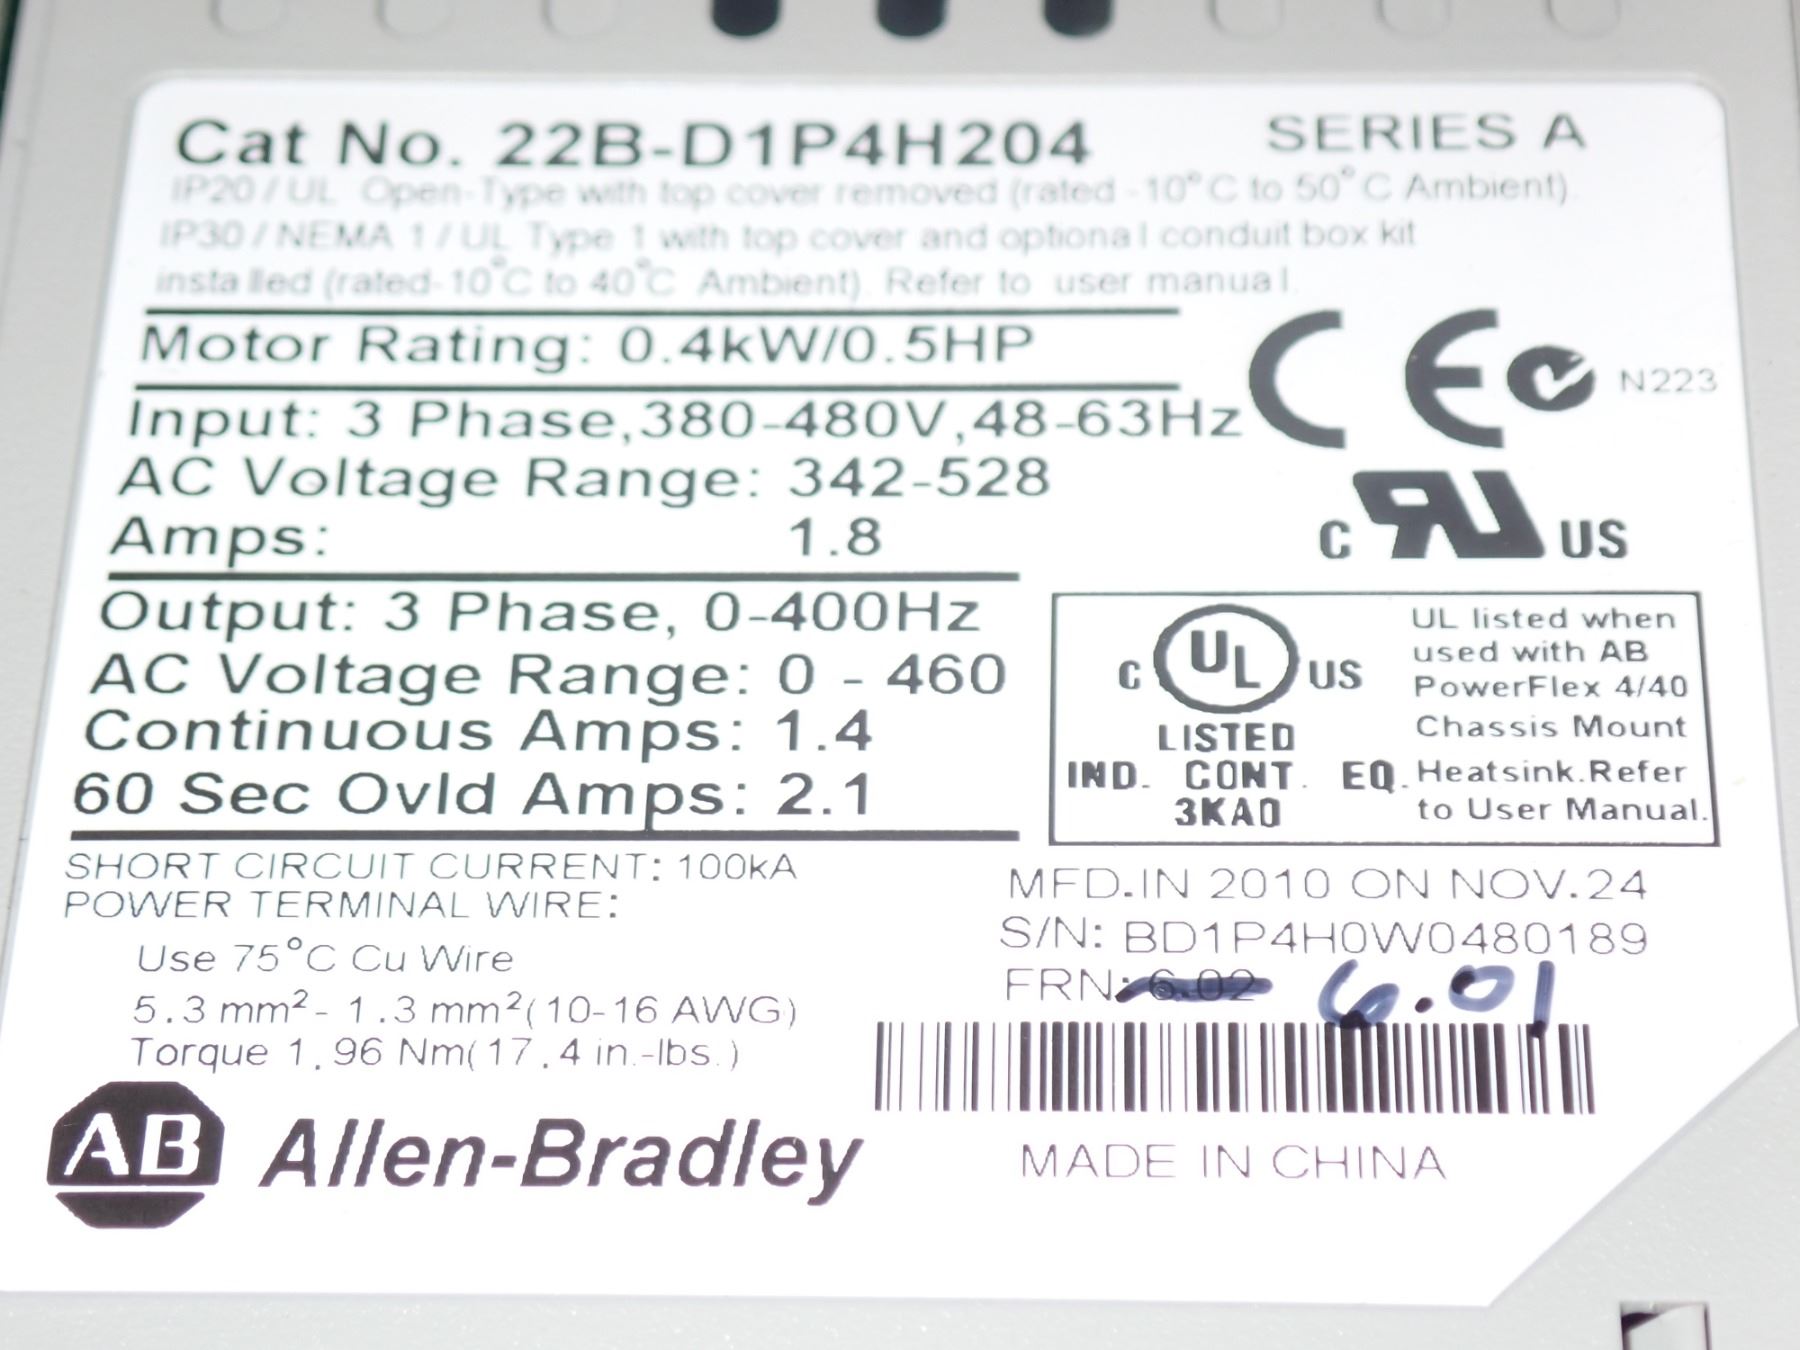 Cat No. 22B-D1P4H204 SERIES A
IP20 / UL Open-Type with top cover removed (rated -10°C to 50°C Ambient).
IP30 / NEMA 1 / UL Type 1 with top cover and optional conduit box kit
installed (rated-10°C to 40°C Ambient). Refer to user manual.
Motor Rating: 0.4kW/0.5HP
Input: 3 Phase,380-480V,48-63Hz
AC Voltage Range: 342-528
Amps: 1.8
CE N223
C RU US
Output: 3 Phase, 0-400Hz
AC Voltage Range: 0 - 460
Continuous Amps: 1.4
60 Sec Ovld Amps: 2.1
C UL US
LISTED
IND. CONT. EQ.
3KA0
UL listed when
used with AB
PowerFlex 4/40
Chassis Mount
Heatsink.Refer
to User Manual.
SHORT CIRCUIT CURRENT: 100kA
POWER TERMINAL WIRE:
Use 75°C Cu Wire
5.3 mm²- 1.3 mm²(10-16 AWG)
Torque 1.96 Nm(17.4 in.-lbs.)
MFD.IN 2010 ON NOV.24
S/N: BD1P4H0W0480189
FRN: 6.02 6.01
AB Allen-Bradley
MADE IN CHINA